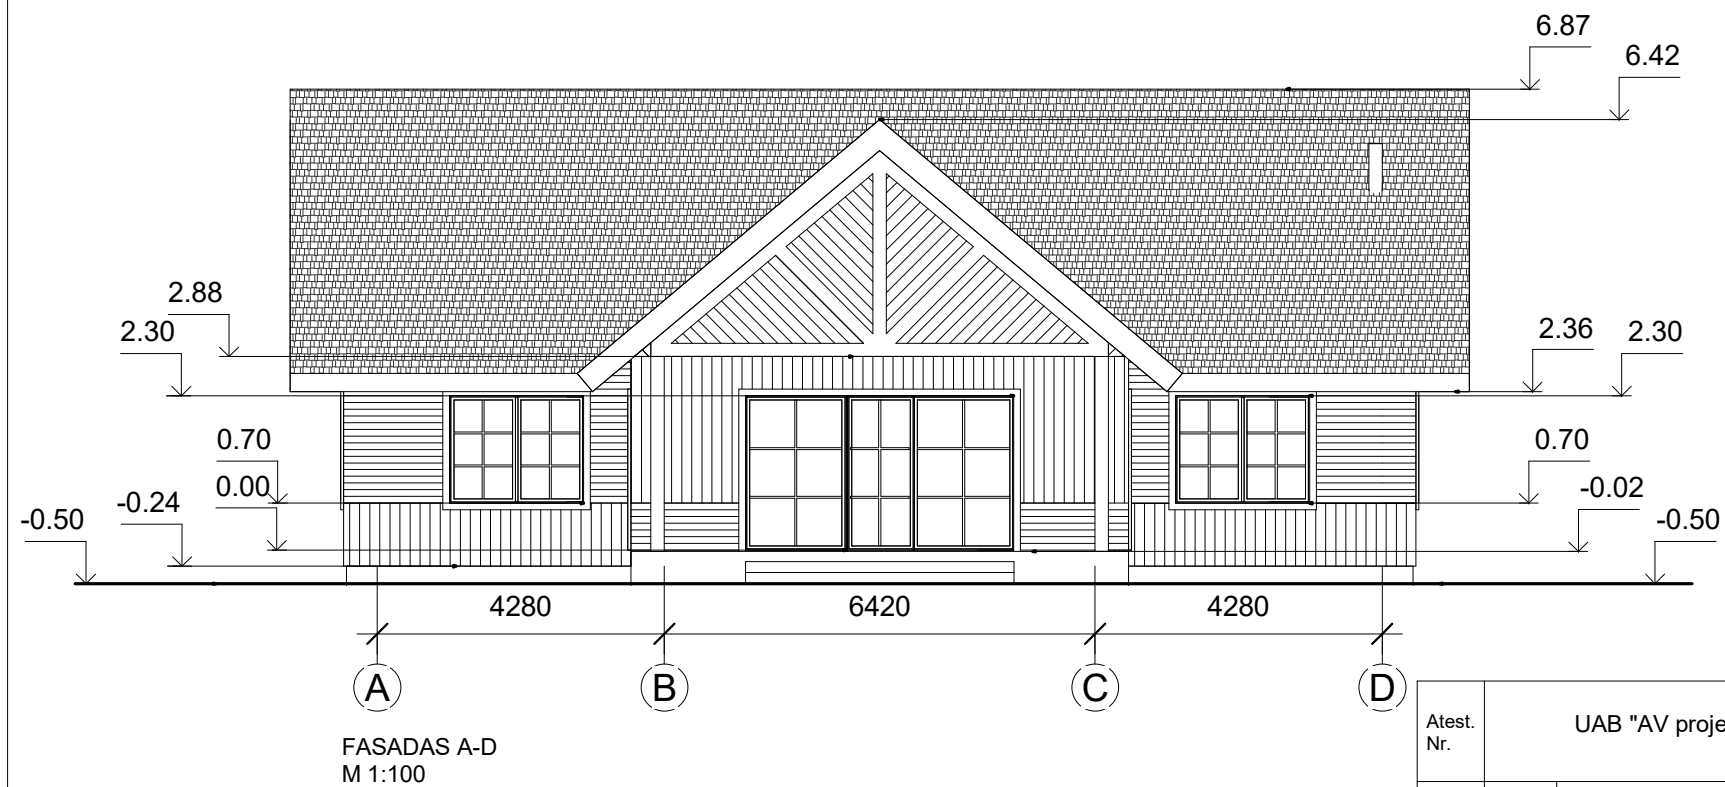 6.87
6.42
2.88
2.30
2.36
2.30
0.70
0.00
-0.24
-0.50
0.70
-0.02
-0.50
4280
6420
4280
A
B
C
D
FASADAS A-D
M 1:100
Atest.
Nr.
UAB "AV proje